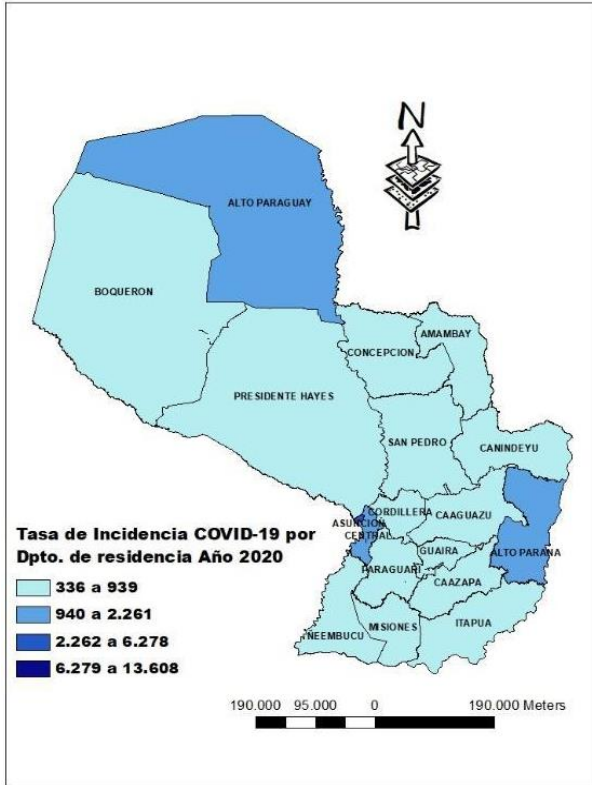 N
ALTO PARAGUAY
BOQUERON
AMAMBAY
CONCEPCION
PRESIDENTE HAYES
SAN PEDRO
CANINDEYU
CORDILLERA
ASUNCION
CAAGUAZU
CENTRAL
GUAIRA
ALTO PARANA
PARAGUARI
CAAZAPA
ITAPUA
MISIONES
ÑEEMBUCU
Tasa de Incidencia COVID-19 por
Dpto. de residencia Año 2020
336 a 939
940 a 2.261
2.262 a 6.278
6.279 a 13.608
190.000 95.000 0 190.000 Meters